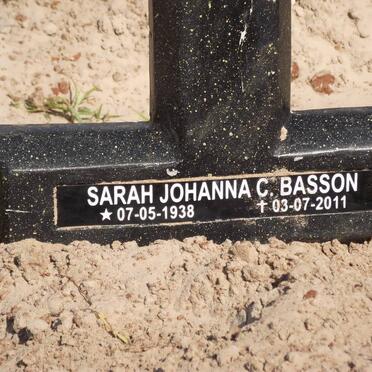 SARAH JOHANNA C. BASSON
★ 07-05-1938 ✝ 03-07-2011